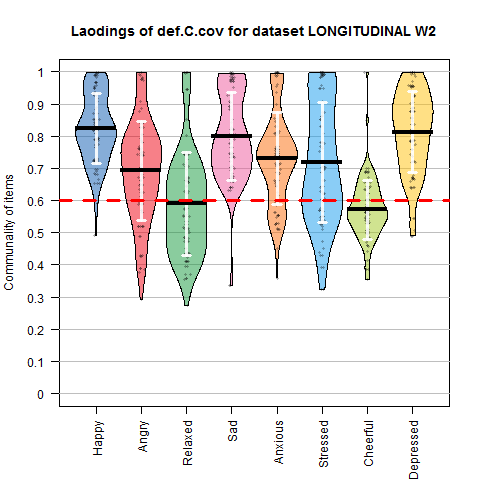 Laodings of def.C.cov for dataset LONGITUDINAL W2
Communality of items
1
0.9
0.8
0.7
0.6
0.5
0.4
0.3
0.2
0.1
0
Happy
Angry
Relaxed
Sad
Anxious
Stressed
Cheerful
Depressed